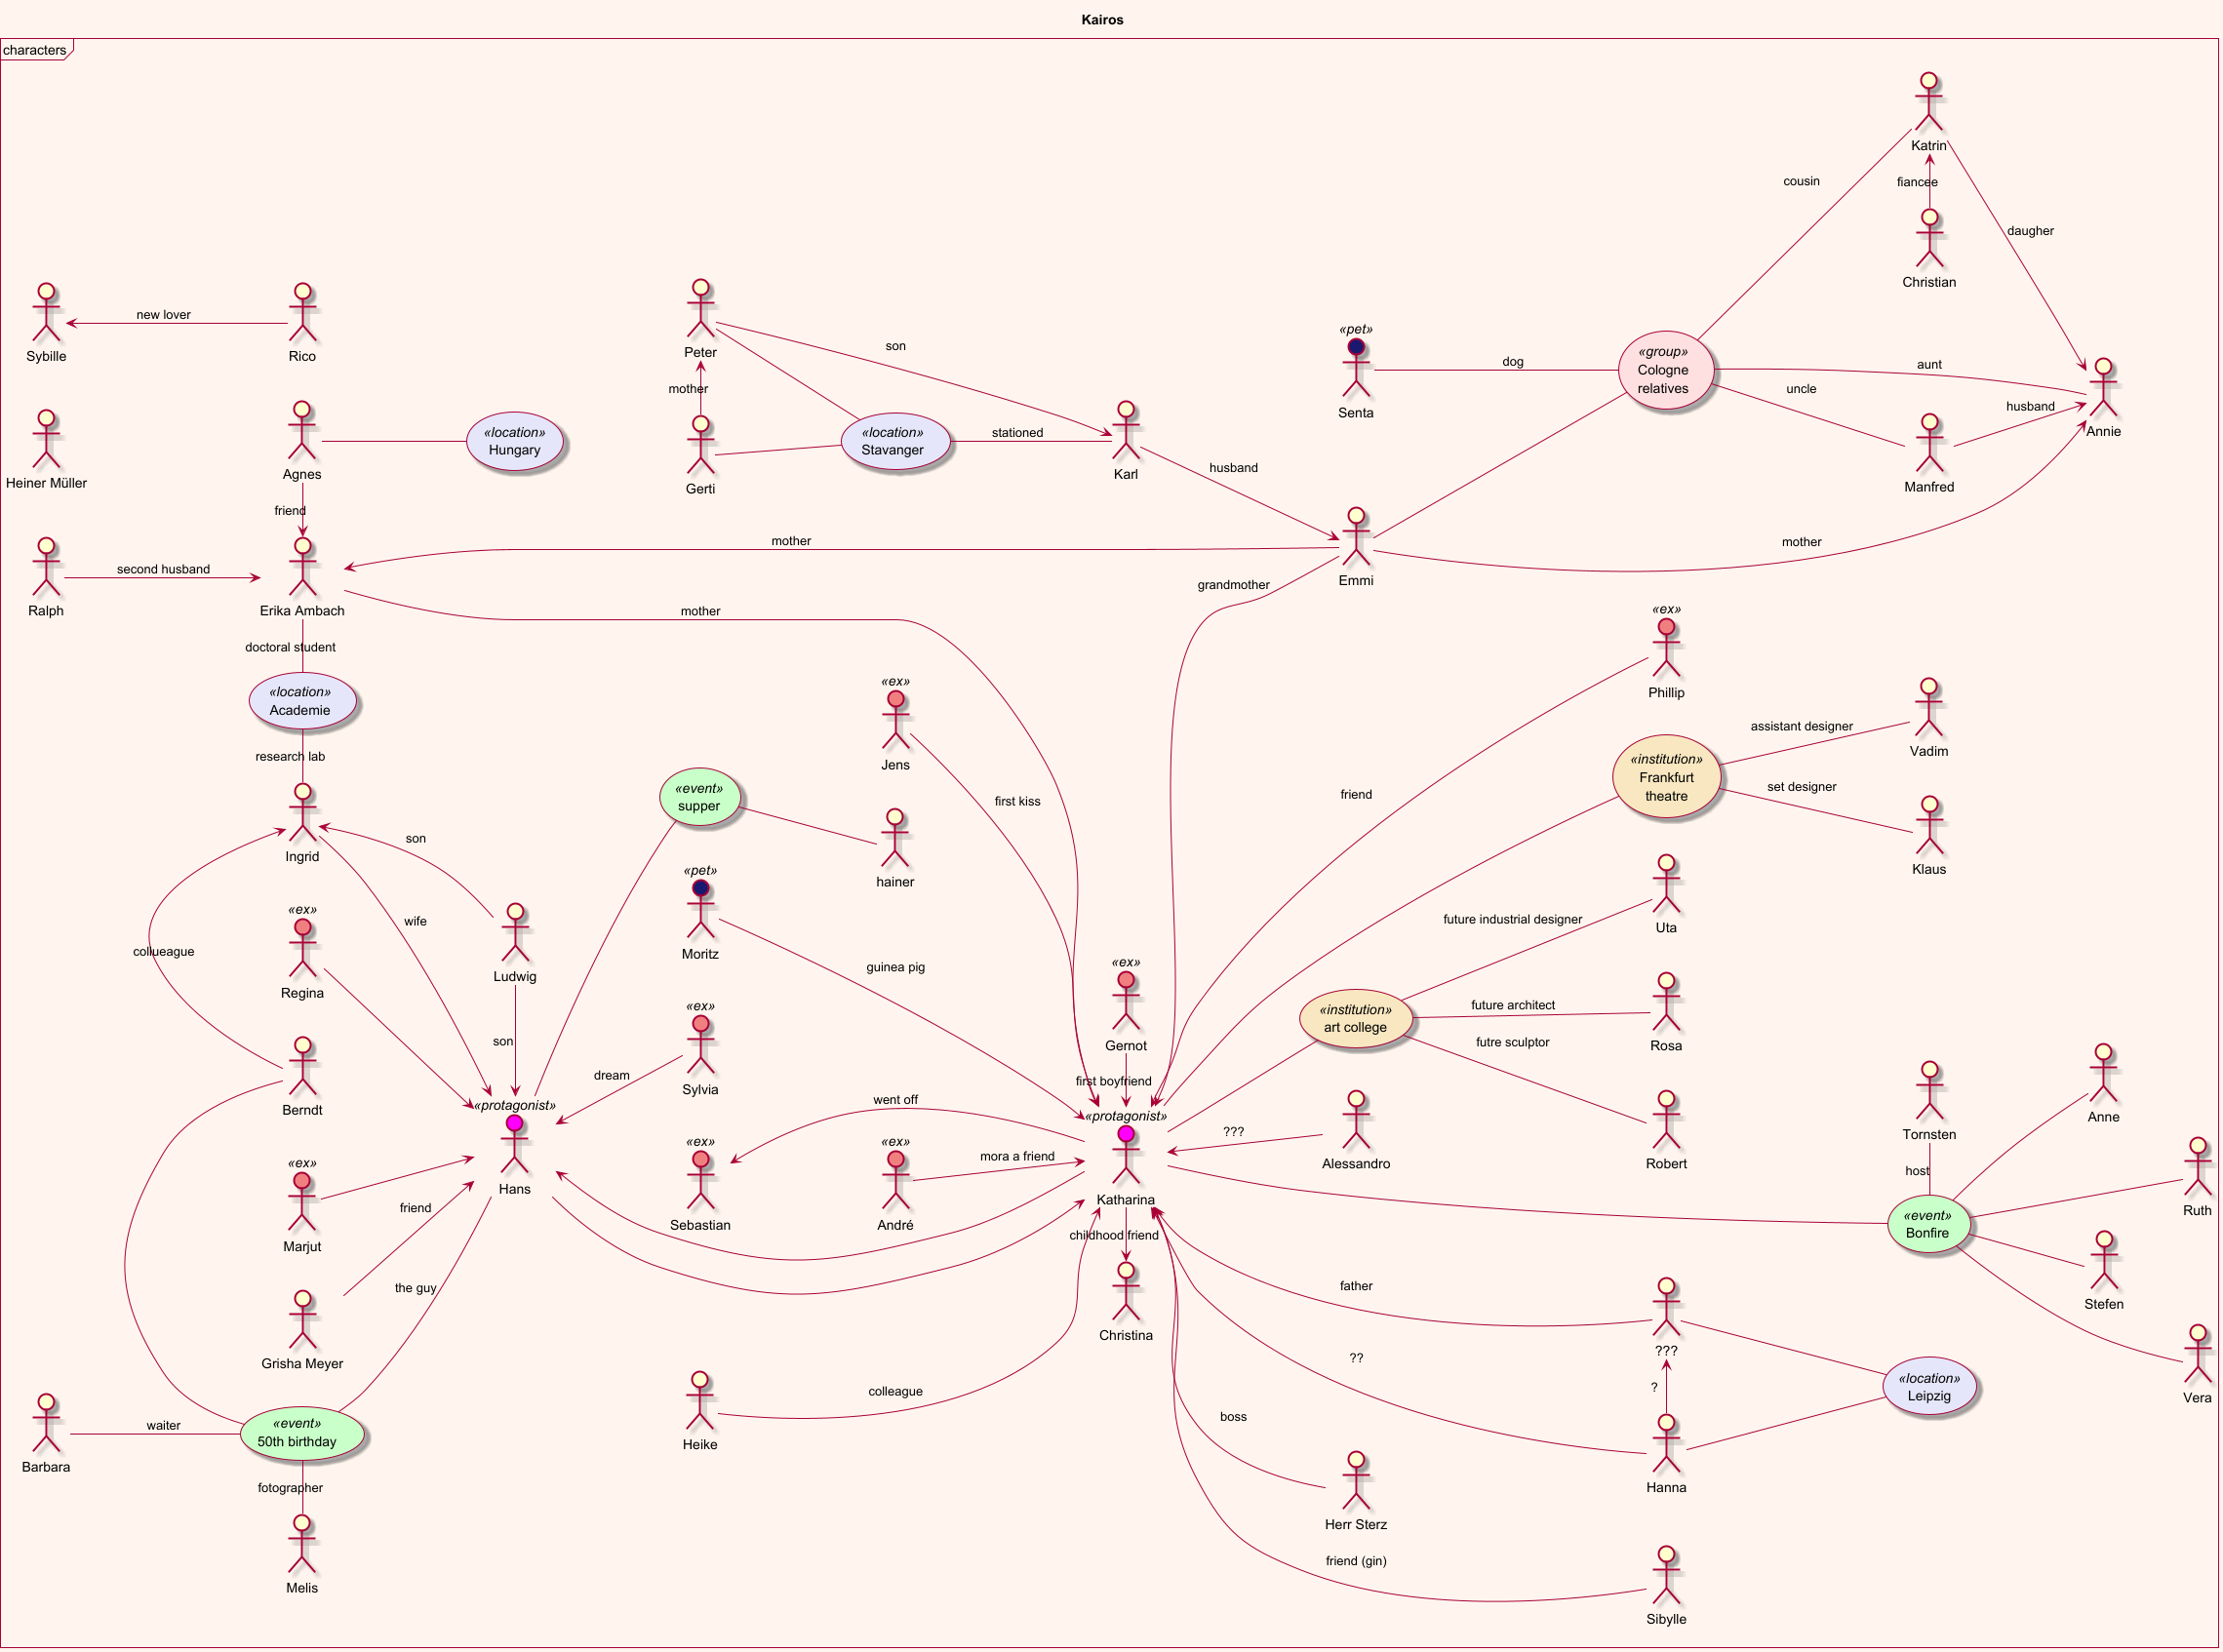 Kairos
characters
Katrin
cousin
fiancee
Christian
daugher
Sybille
new lover
Rico
Peter
son
mother
«pet»
Senta
dog
«group»
Cologne
relatives
aunt
uncle
husband
Annie
Manfred
Heiner Müller
Agnes
«location»
Hungary
Gerti
«location»
Stavanger
stationed
Karl
husband
friend
Ralph
second husband
Erika Ambach
mother
Emmi
mother
grandmother
mother
doctoral student
«location»
Academie
research lab
Ingrid
son
wife
collueague
«ex»
Jens
first kiss
«event»
supper
hainer
«ex»
Phillip
friend
«institution»
Frankfurt
theatre
assistant designer
Vadim
set designer
Klaus
«ex»
Regina
Ludwig
son
«pet»
Moritz
guinea pig
Uta
future industrial designer
«institution»
art college
future architect
Rosa
futre sculptor
Robert
Berndt
«protagonist»
Hans
«ex»
Sylvia
dream
«ex»
Gernot
first boyfriend
«protagonist»
Katharina
went off
«ex»
Sebastian
«ex»
André
mora a friend
???
Alessandro
Tornsten
host
«event»
Bonfire
Anne
Ruth
Stefen
Vera
«ex»
Marjut
friend
Grisha Meyer
the guy
childhood friend
Christina
father
???
??
?
Hanna
«location»
Leipzig
Barbara
waiter
«event»
50th birthday
fotographer
Melis
Heike
colleague
boss
Herr Sterz
friend (gin)
Sibylle